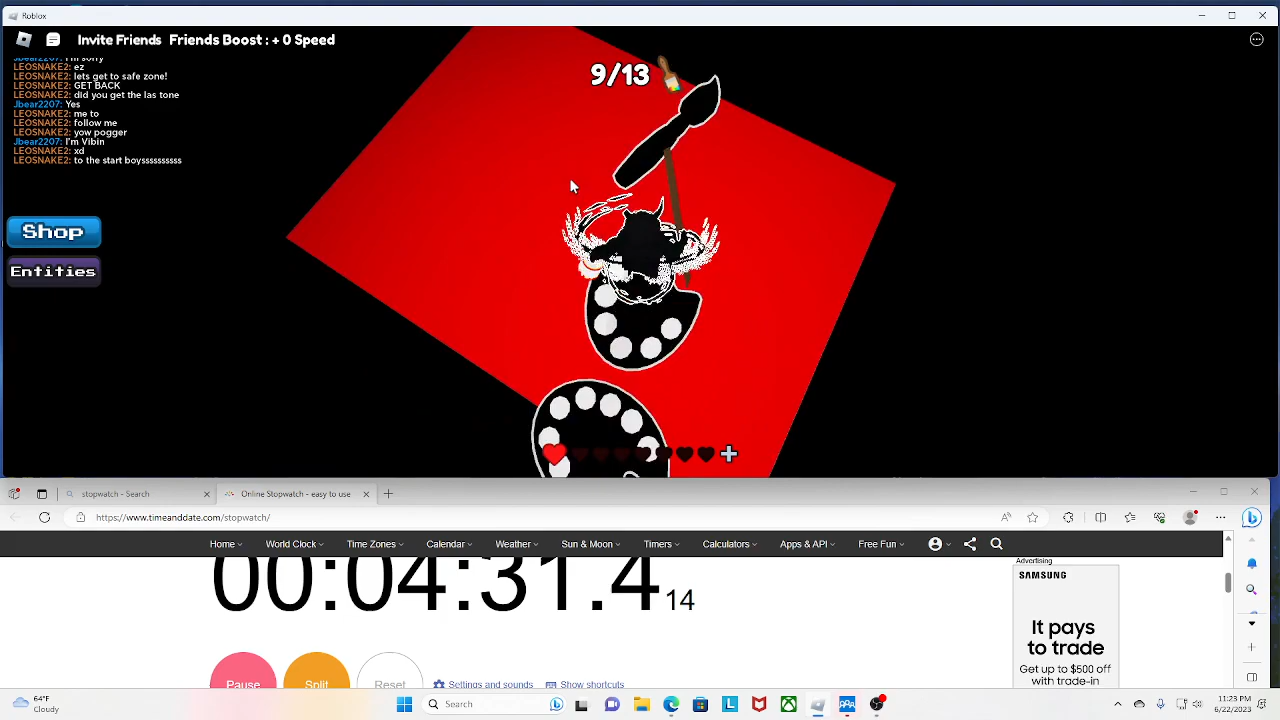 Roblox
Invite Friends Friends Boost : + 0 Speed
9/13
Jbear2207: I'm sorry
LEOSNAKE2: ez
LEOSNAKE2: lets get to safe zone!
LEOSNAKE2: GET BACK
LEOSNAKE2: did you get the las tone
Jbear2207: Yes
LEOSNAKE2: me to
LEOSNAKE2: follow me
LEOSNAKE2: yow pogger
Jbear2207: I'm Vibin
LEOSNAKE2: xd
LEOSNAKE2: to the start boysssssssssss
Shop
Entities
stopwatch - Search
Online Stopwatch - easy to use
https://www.timeanddate.com/stopwatch/
Home World Clock Time Zones Calendar Weather Sun & Moon Timers Calculators Apps & API Free Fun
Advertising
00:04:31.414
SAMSUNG
It pays
to trade
Get up to $500 off
with trade-in
Pause Split Reset Settings and sounds Show shortcuts
64°F
Cloudy
Search
11:23 PM
6/22/2023